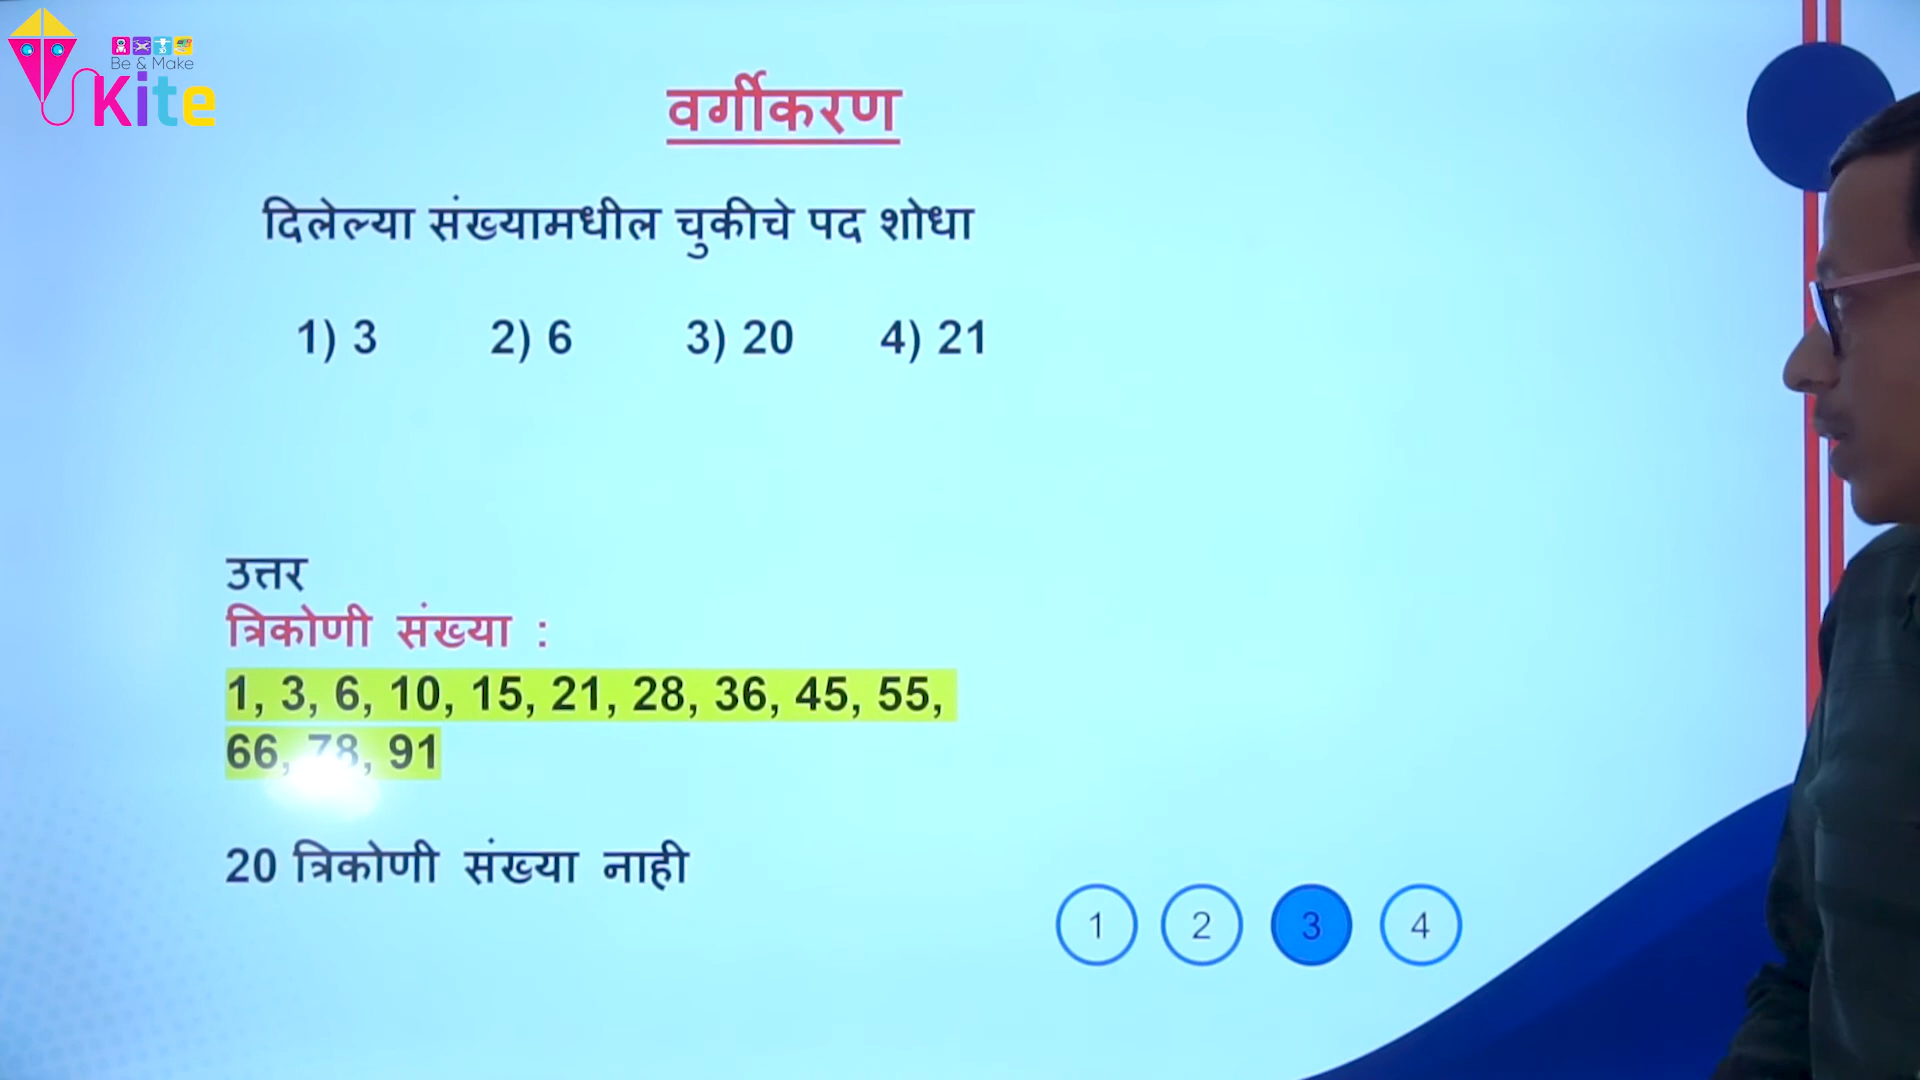 Be & Make
Kite
वर्गीकरण
दिलेल्या संख्यामधील चुकीचे पद शोधा
1) 3 2) 6 3) 20 4) 21
उत्तर
त्रिकोणी संख्या :
1, 3, 6, 10, 15, 21, 28, 36, 45, 55,
66, 78, 91
20 त्रिकोणी संख्या नाही
1 2 3 4